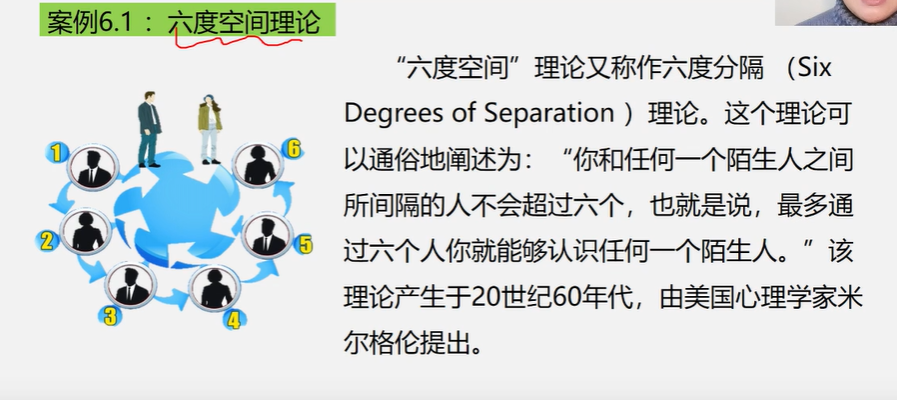 案例6.1 ：六度空间理论
“六度空间”理论又称作六度分隔 （Six
Degrees of Separation ）理论。这个理论可
以通俗地阐述为：“你和任何一个陌生人之间
所间隔的人不会超过六个，也就是说，最多通
过六个人你就能够认识任何一个陌生人。”该
理论产生于20世纪60年代，由美国心理学家米
尔格伦提出。
1
6
2
5
3
4